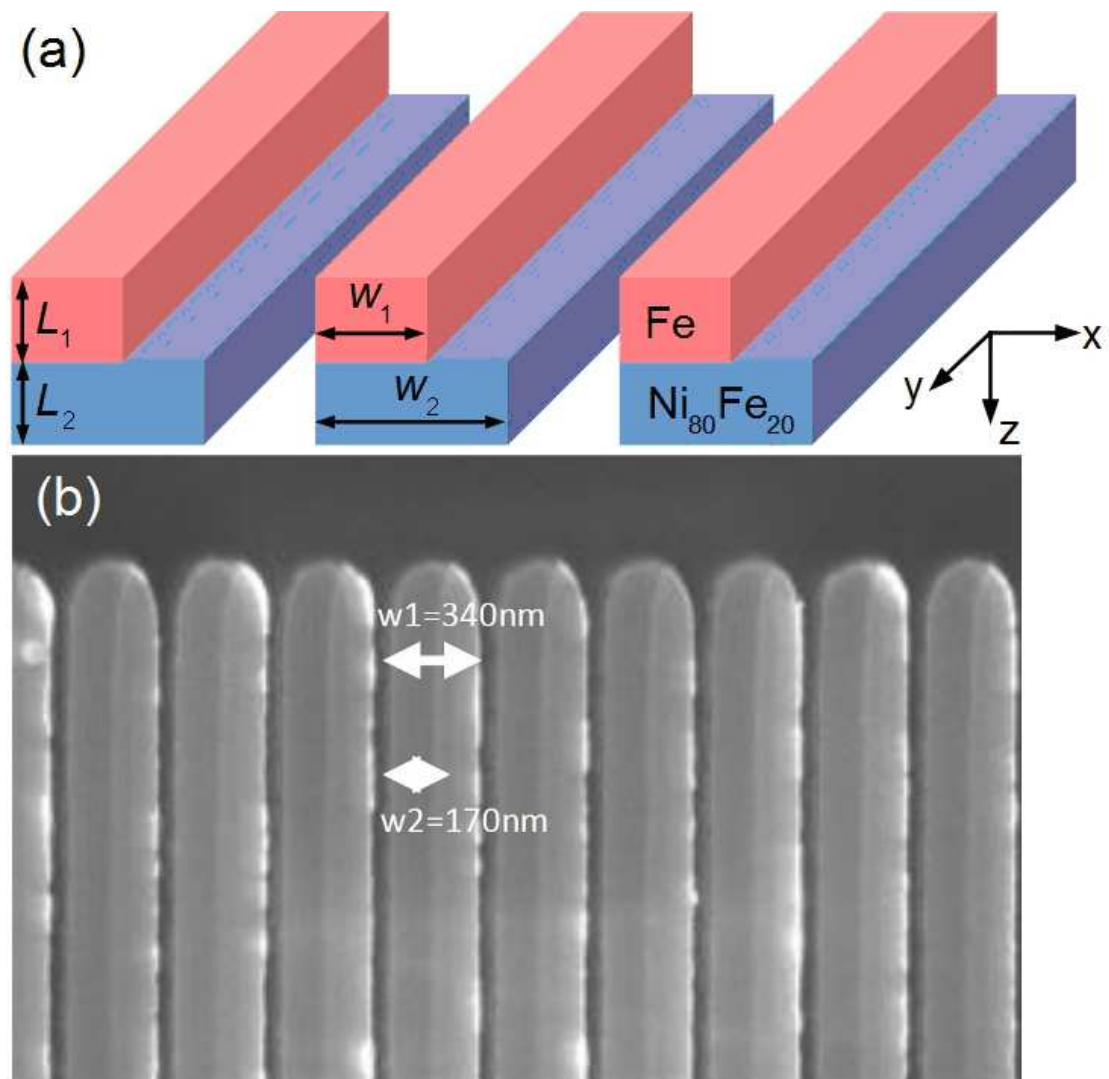 (a)
L₁
w₁
Fe
x
L₂
w₂
Ni₈₀Fe₂₀
y
z
(b)
w1=340nm
w2=170nm